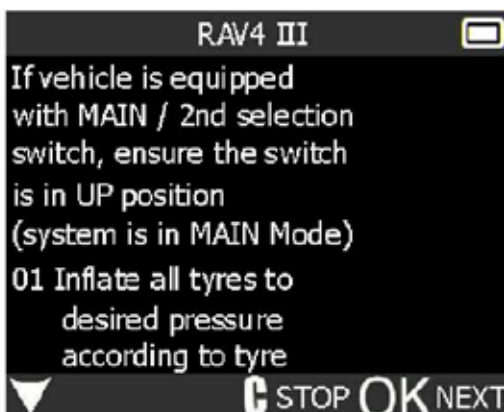 RAV4 III
If vehicle is equipped
with MAIN / 2nd selection
switch, ensure the switch
is in UP position
(system is in MAIN Mode)
01 Inflate all tyres to
desired pressure
according to tyre
C STOP OK NEXT